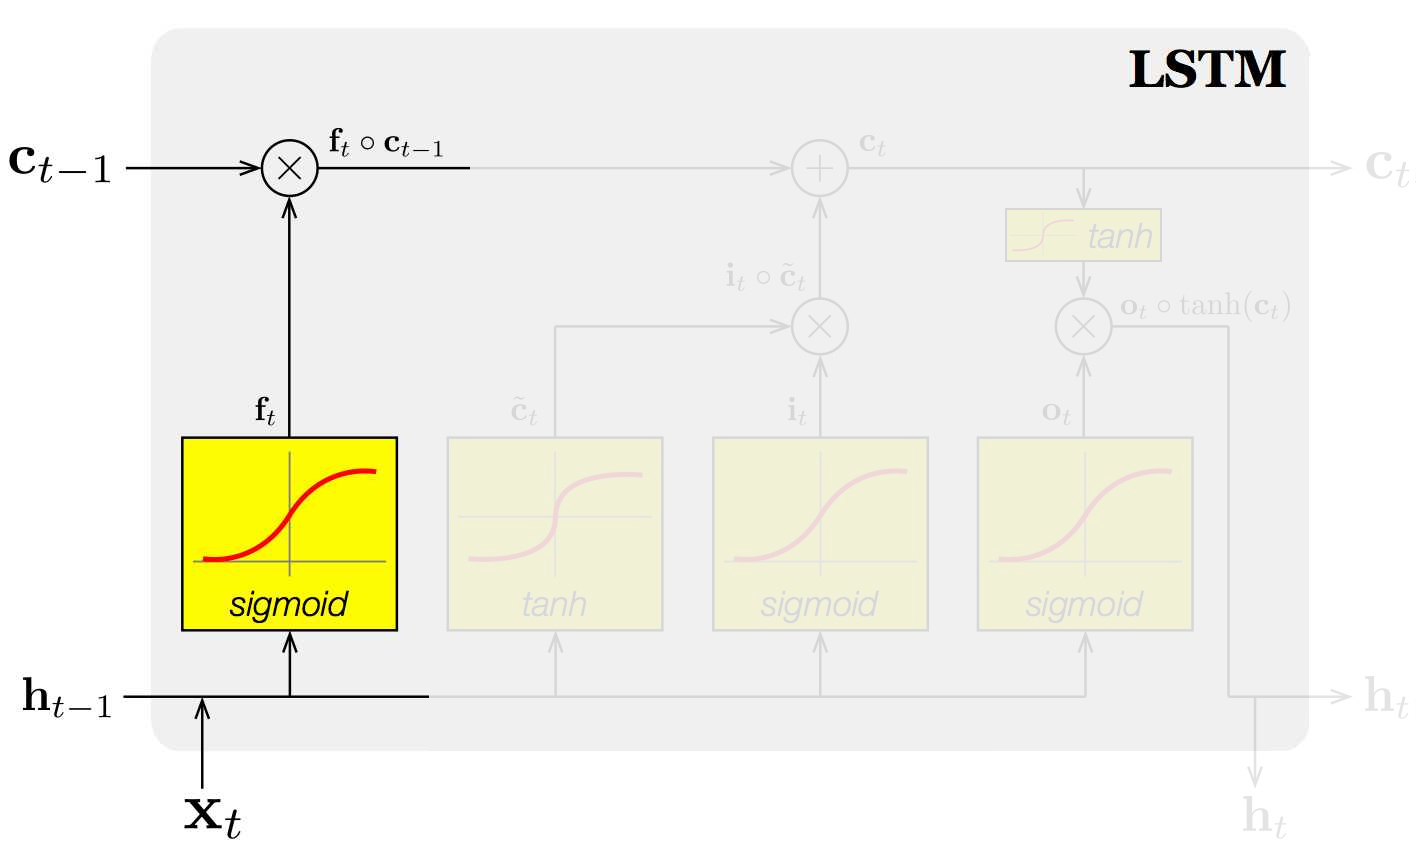 LSTM
c_{t-1}
f_t ∘ c_{t-1}
c_t
c_t
tanh
i_t ∘ c̃_t
o_t ∘ tanh(c_t)
f_t
c̃_t
i_t
o_t
sigmoid
tanh
sigmoid
sigmoid
h_{t-1}
h_t
x_t
h_t